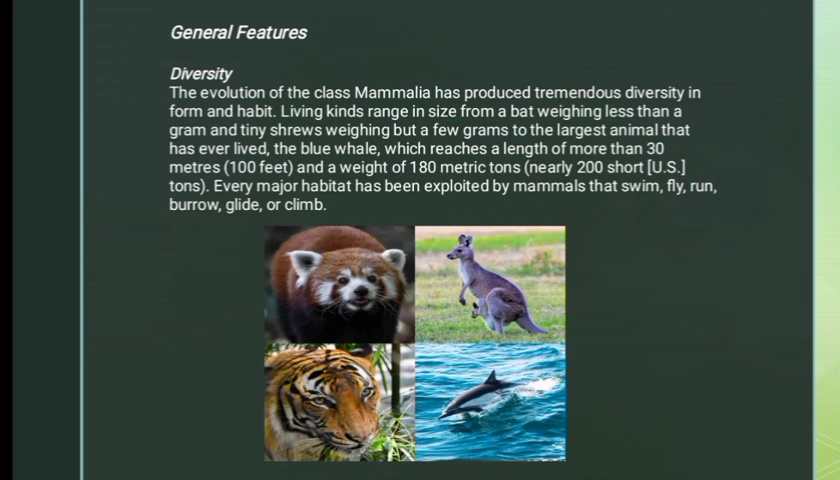 General Features
Diversity
The evolution of the class Mammalia has produced tremendous diversity in
form and habit. Living kinds range in size from a bat weighing less than a
gram and tiny shrews weighing but a few grams to the largest animal that
has ever lived, the blue whale, which reaches a length of more than 30
metres (100 feet) and a weight of 180 metric tons (nearly 200 short [U.S.]
tons). Every major habitat has been exploited by mammals that swim, fly, run,
burrow, glide, or climb.